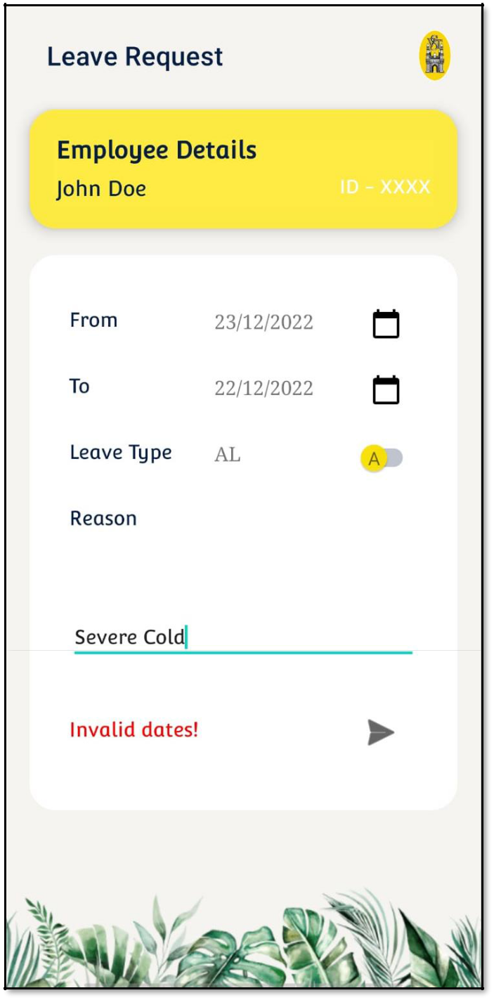 Leave Request
Employee Details
John Doe
ID - XXXX
From 23/12/2022
To 22/12/2022
Leave Type AL A
Reason
Severe Cold
Invalid dates!